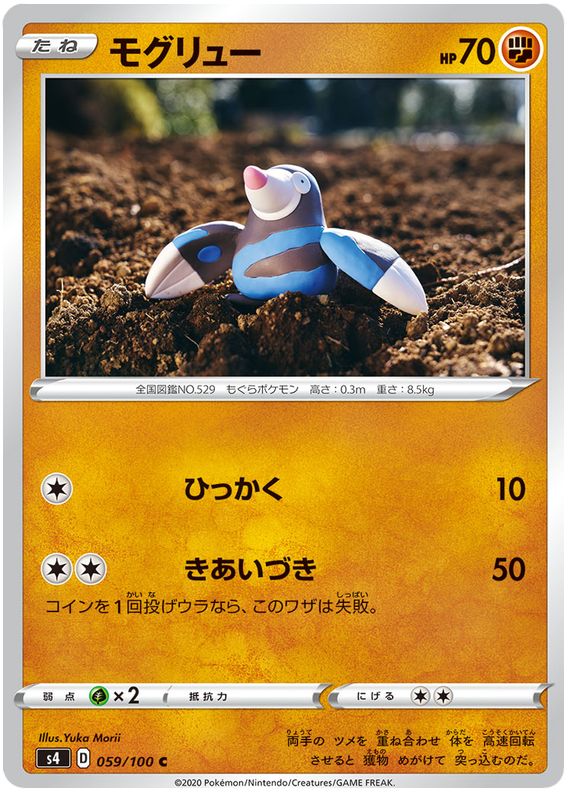 たね モグリュー HP70
全国図鑑NO.529 もぐらポケモン 高さ:0.3m 重さ:8.5kg
ひっかく 10
きあいづき 50
コインを1回投げウラなら、このワザは失敗。
弱点 ×2 抵抗力 にげる
Illus.Yuka Morii
s4 D 059/100 C
両手の ツメを 重ね合わせ 体を 高速回転
させると 獲物 めがけて 突っ込むのだ。
©2020 Pokémon/Nintendo/Creatures/GAME FREAK.